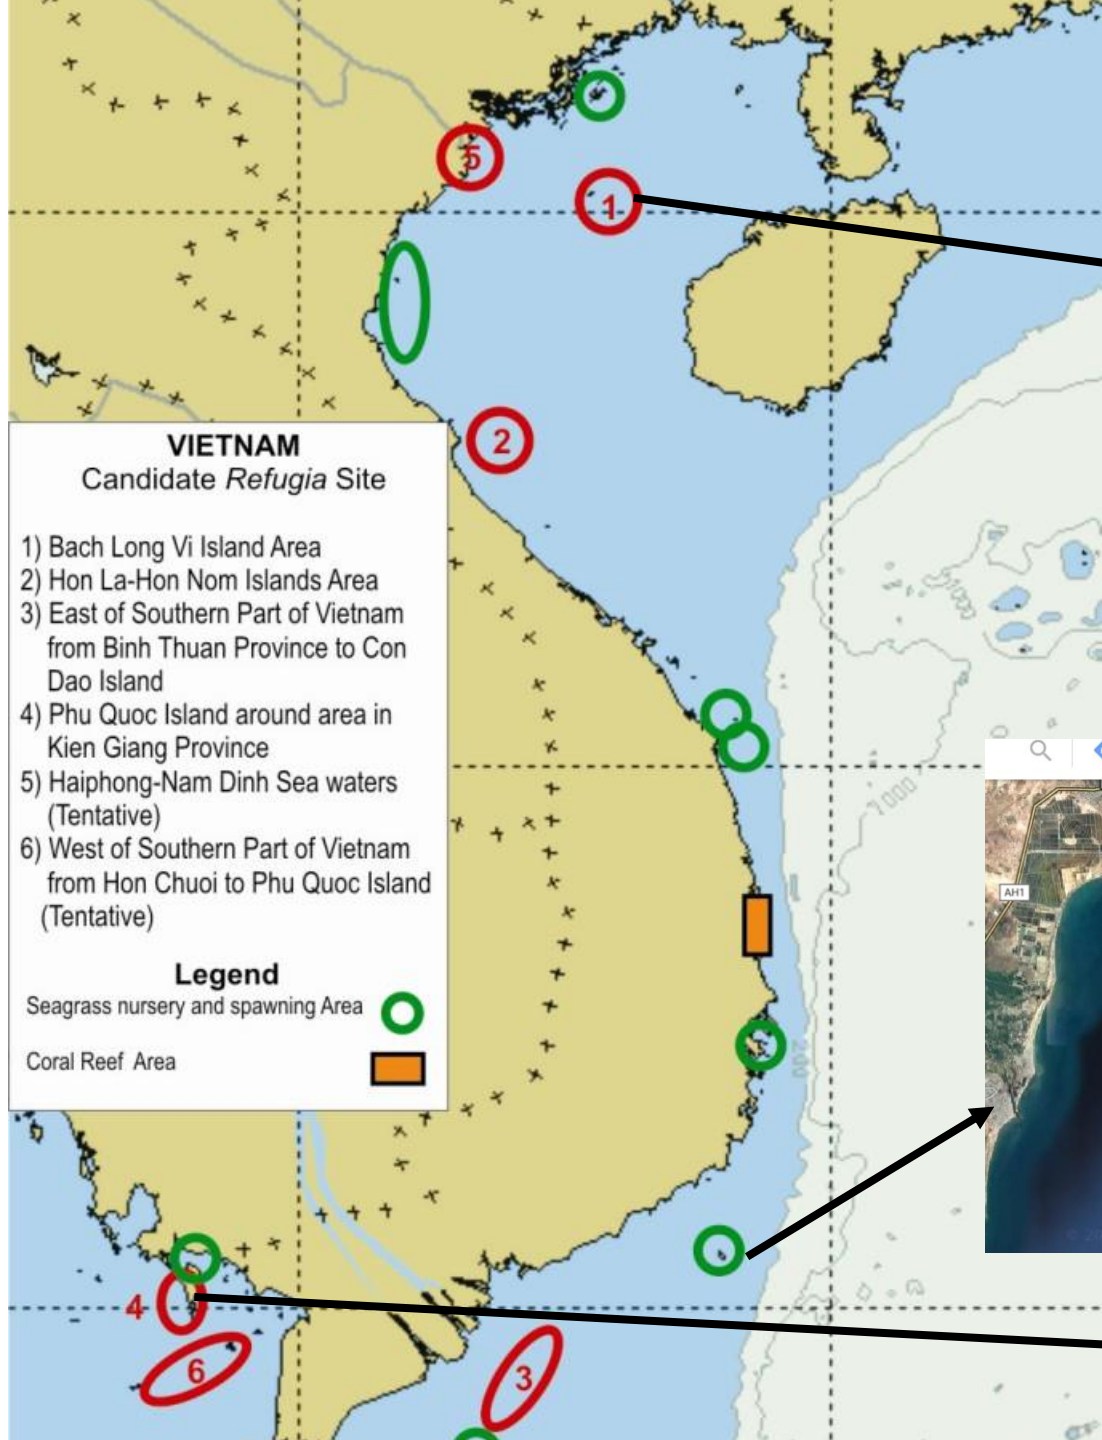 5
1
2
VIETNAM
Candidate Refugia Site
1) Bach Long Vi Island Area
2) Hon La-Hon Nom Islands Area
3) East of Southern Part of Vietnam
from Binh Thuan Province to Con
Dao Island
4) Phu Quoc Island around area in
Kien Giang Province
5) Haiphong-Nam Dinh Sea waters
(Tentative)
6) West of Southern Part of Vietnam
from Hon Chuoi to Phu Quoc Island
(Tentative)
Legend
Seagrass nursery and spawning Area
Coral Reef Area
1000
1000
AH1
200
4
6
3